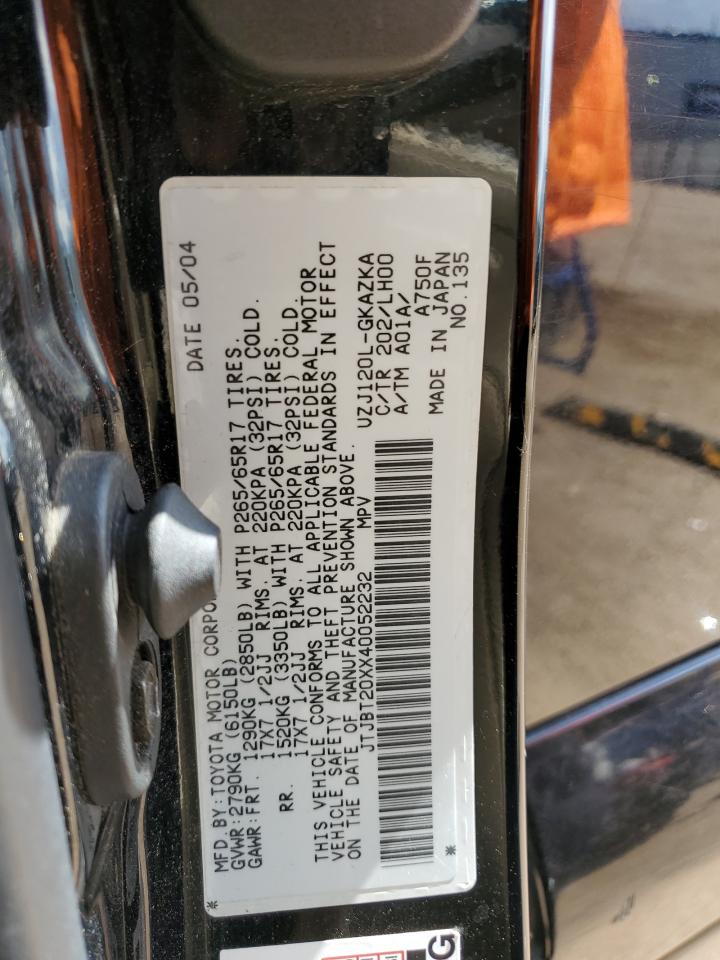 MFD. BY: TOYOTA MOTOR CORPO DATE 05/04
GVWR:2790KG (6150LB)
GAWR:FRT. 1290KG (2850LB) WITH P265/65R17 TIRES.
17X7 1/2JJ RIMS. AT 220KPA (32PSI) COLD.
RR. 1520KG (3350LB) WITH P265/65R17 TIRES.
17X7 1/2JJ RIMS. AT 220KPA (32PSI) COLD.
THIS VEHICLE CONFORMS TO ALL APPLICABLE FEDERAL MOTOR
VEHICLE SAFETY AND THEFT PREVENTION STANDARDS IN EFFECT
ON THE DATE OF MANUFACTURE SHOWN ABOVE.
JTJBT20XX40052232 MPV
UZJ120L-GKAZKA
C/TR 202/LH00
A/TM A01A/
A750F
MADE IN JAPAN
NO.135
G